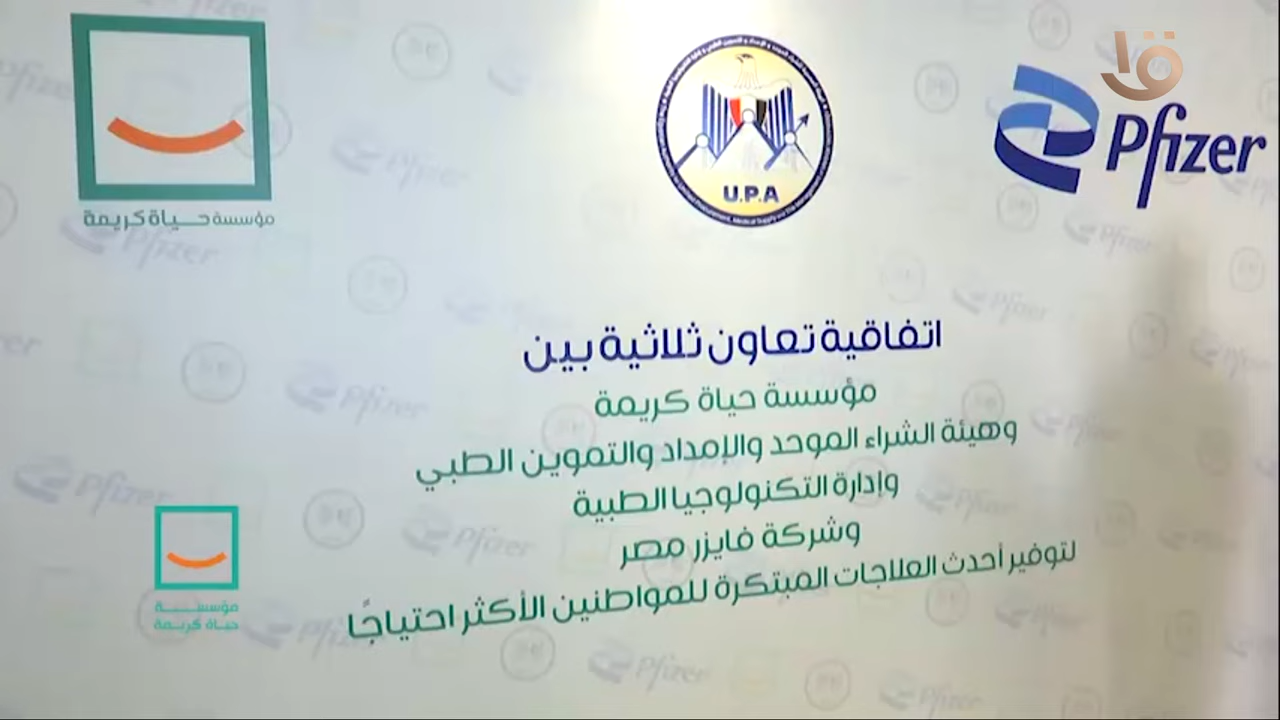 مؤسسة حياة كريمة
U.P.A
Pfizer
اتفاقية تعاون ثلاثية بين
مؤسسة حياة كريمة
وهيئة الشراء الموحد والإمداد والتموين الطبي
وإدارة التكنولوجيا الطبية
وشركة فايزر مصر
لتوفير أحدث العلاجات المبتكرة للمواطنين الأكثر احتياجًا
مؤسسة
حياة كريمة